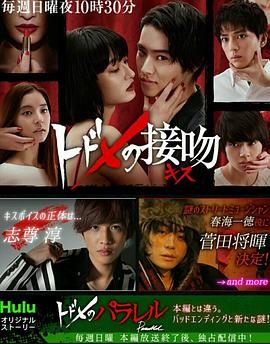 毎週日曜夜10時30分
トドメの接吻
キス
キスボイスの正体は…
志尊 淳
謎のストリートミュージシャン
春海一徳役に
菅田将暉
決定!
→ and more
Hulu
オリジナル
ストーリー
トドメのパラレル
Parallel
本編とは違う。
バッドエンディングと新たな謎!
毎週日曜 本編放送終了後、独占配信中!